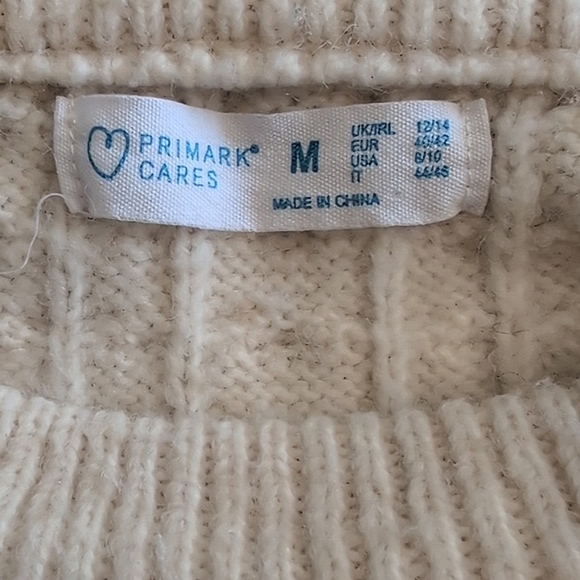 PRIMARK®
CARES
M
UK/IRL 12/14
EUR 40/42
USA 8/10
IT 44/46
MADE IN CHINA